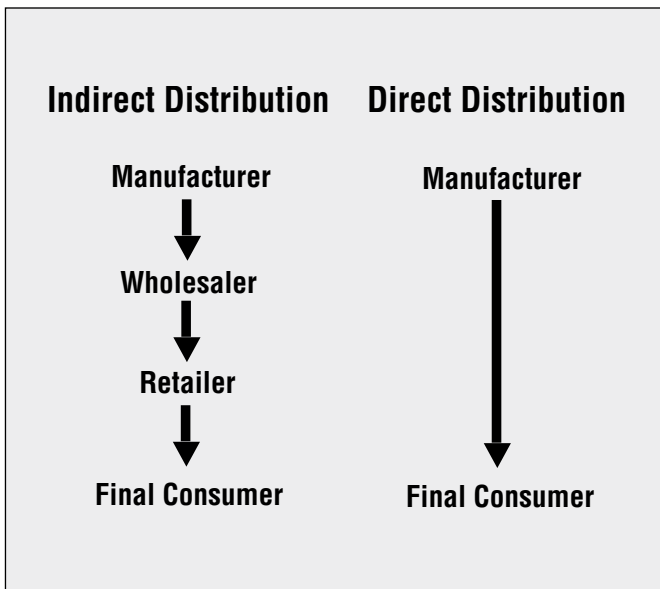 Indirect Distribution
Manufacturer
Wholesaler
Retailer
Final Consumer
Direct Distribution
Manufacturer
Final Consumer